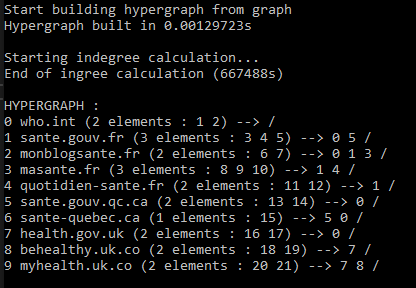 Start building hypergraph from graph
Hypergraph built in 0.00129723s
Starting indegree calculation...
End of ingree calculation (667488s)
HYPERGRAPH :
0 who.int (2 elements : 1 2) --> /
1 sante.gouv.fr (3 elements : 3 4 5) --> 0 5 /
2 monblogsante.fr (2 elements : 6 7) --> 0 1 3 /
3 masante.fr (3 elements : 8 9 10) --> 1 4 /
4 quotidien-sante.fr (2 elements : 11 12) --> 1 /
5 sante.gouv.qc.ca (2 elements : 13 14) --> 0 /
6 sante-quebec.ca (1 elements : 15) --> 5 0 /
7 health.gov.uk (2 elements : 16 17) --> 0 /
8 behealthy.uk.co (2 elements : 18 19) --> 7 /
9 myhealth.uk.co (2 elements : 20 21) --> 7 8 /